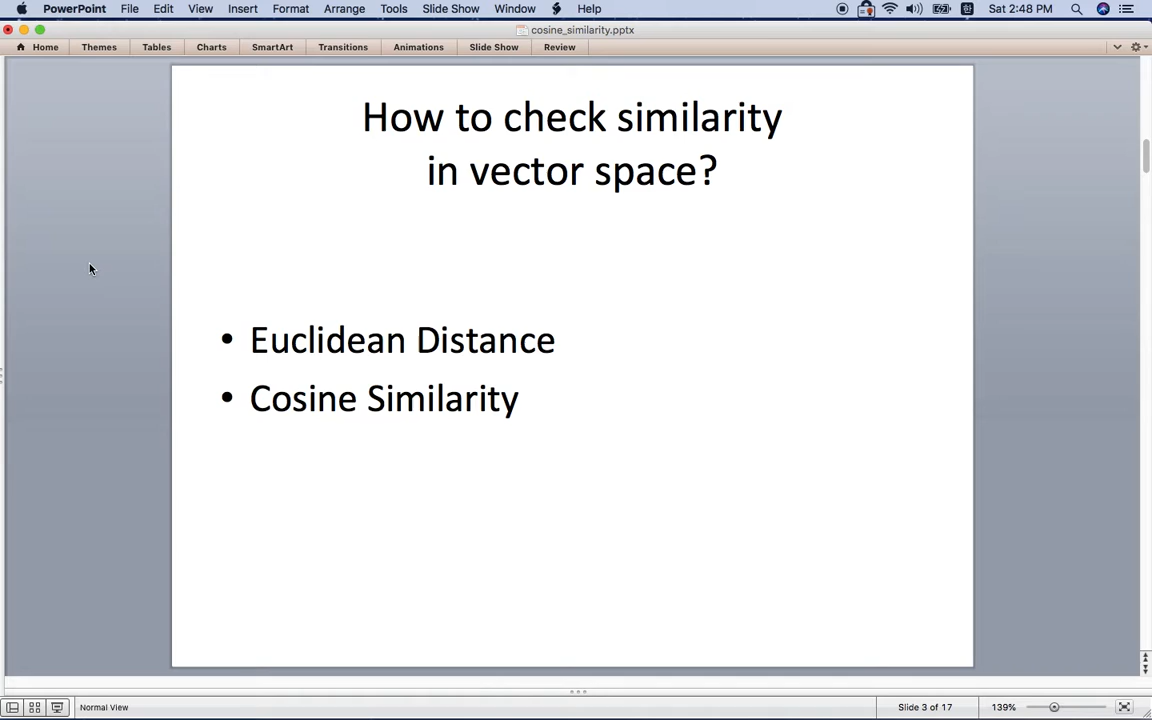 PowerPoint File Edit View Insert Format Arrange Tools Slide Show Window Help Sat 2:48 PM
cosine_similarity.pptx
Home Themes Tables Charts SmartArt Transitions Animations Slide Show Review
How to check similarity
in vector space?
• Euclidean Distance
• Cosine Similarity
Normal View Slide 3 of 17 139%